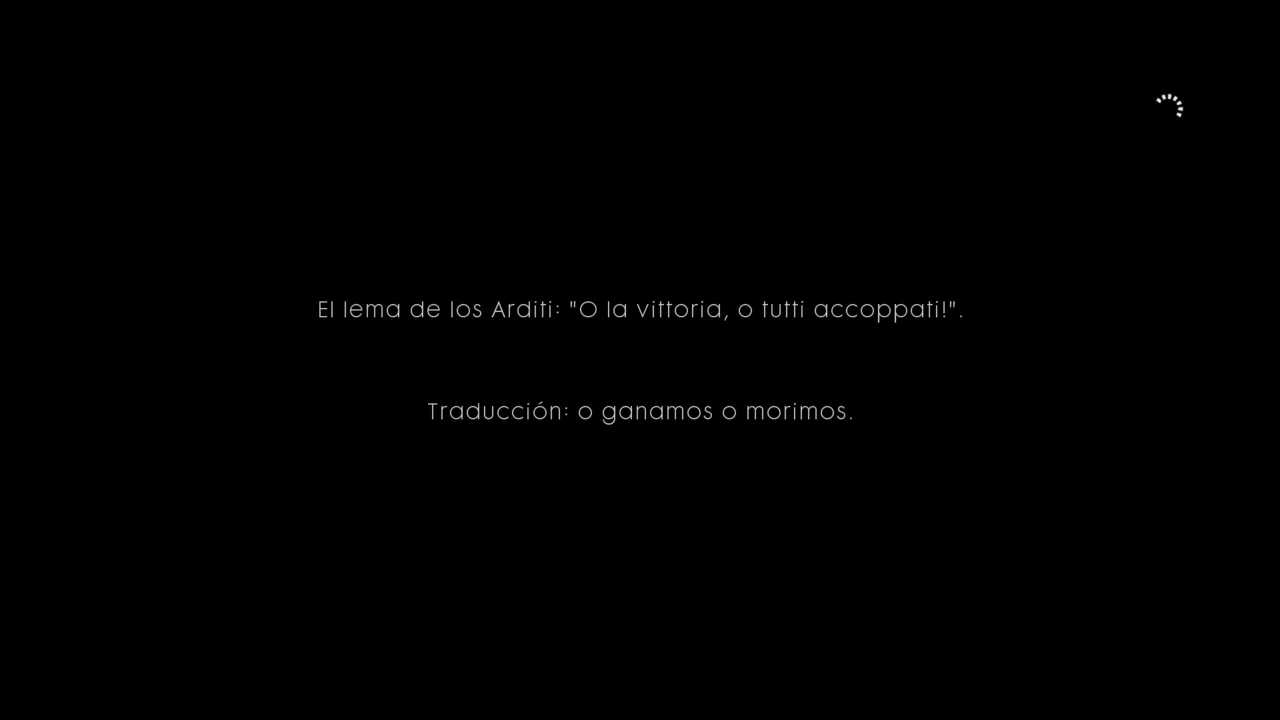 El lema de los Arditi: "O la vittoria, o tutti accoppati!".
Traducción: o ganamos o morimos.